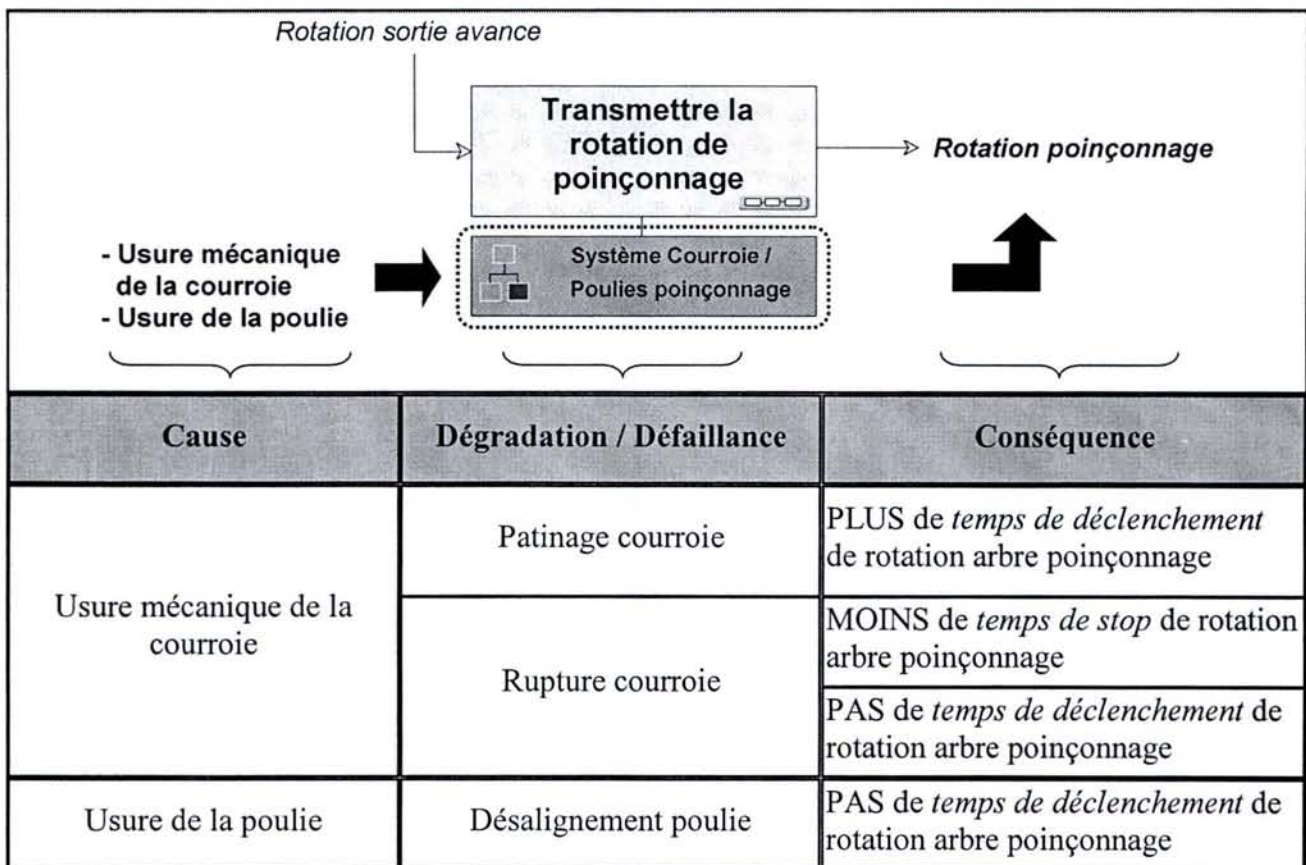 Rotation sortie avance
Transmettre la
rotation de
poinçonnage
Rotation poinçonnage
- Usure mécanique
de la courroie
- Usure de la poulie
Système Courroie /
Poulies poinçonnage
Cause
Dégradation / Défaillance
Conséquence
Usure mécanique de la
courroie
Patinage courroie
PLUS de temps de déclenchement
de rotation arbre poinçonnage
Rupture courroie
MOINS de temps de stop de rotation
arbre poinçonnage
PAS de temps de déclenchement de
rotation arbre poinçonnage
Usure de la poulie
Désalignement poulie
PAS de temps de déclenchement de
rotation arbre poinçonnage